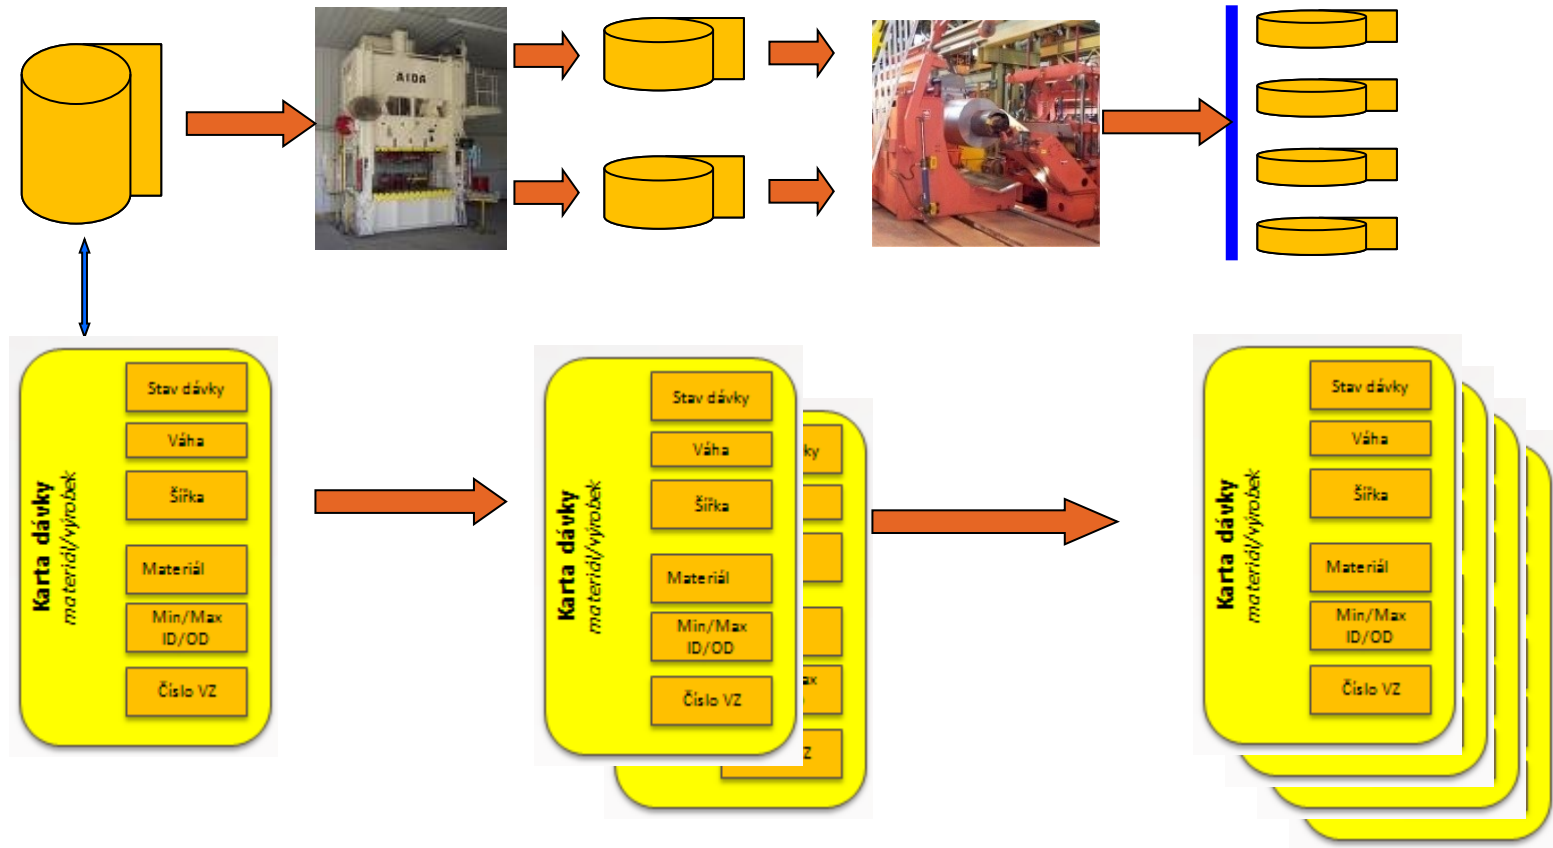 AIDA
Karta dávky
materiál/výrobek
Stav dávky
Váha
Šířka
Materiál
Min/Max
ID/OD
Číslo VZ
Karta dávky
materiál/výrobek
Stav dávky
Váha
Šířka
Materiál
Min/Max
ID/OD
Číslo VZ
ky
ax
Z
Karta dávky
materiál/výrobek
Stav dávky
Váha
Šířka
Materiál
Min/Max
ID/OD
Číslo VZ